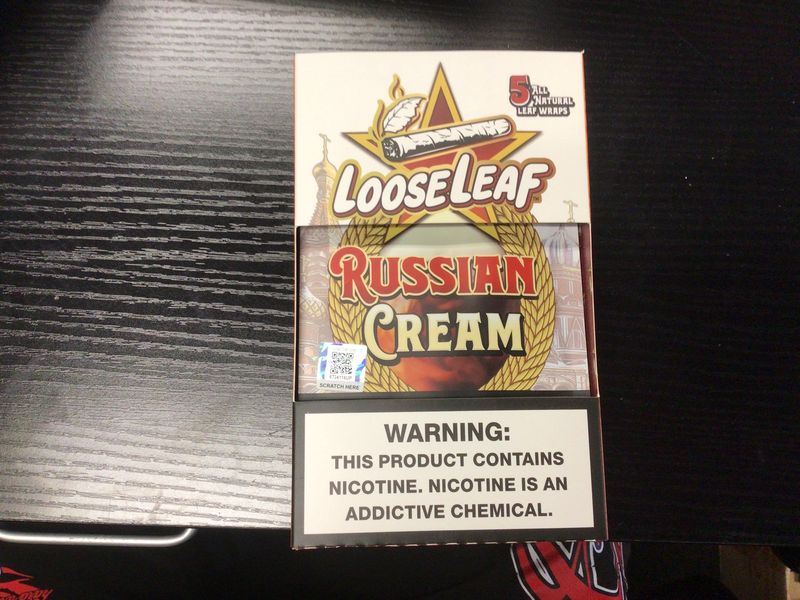 5 ALL
NATURAL
LEAF WRAPS
LOOSELEAF
RUSSIAN
CREAM
SCRATCH HERE
WARNING:
THIS PRODUCT CONTAINS
NICOTINE. NICOTINE IS AN
ADDICTIVE CHEMICAL.